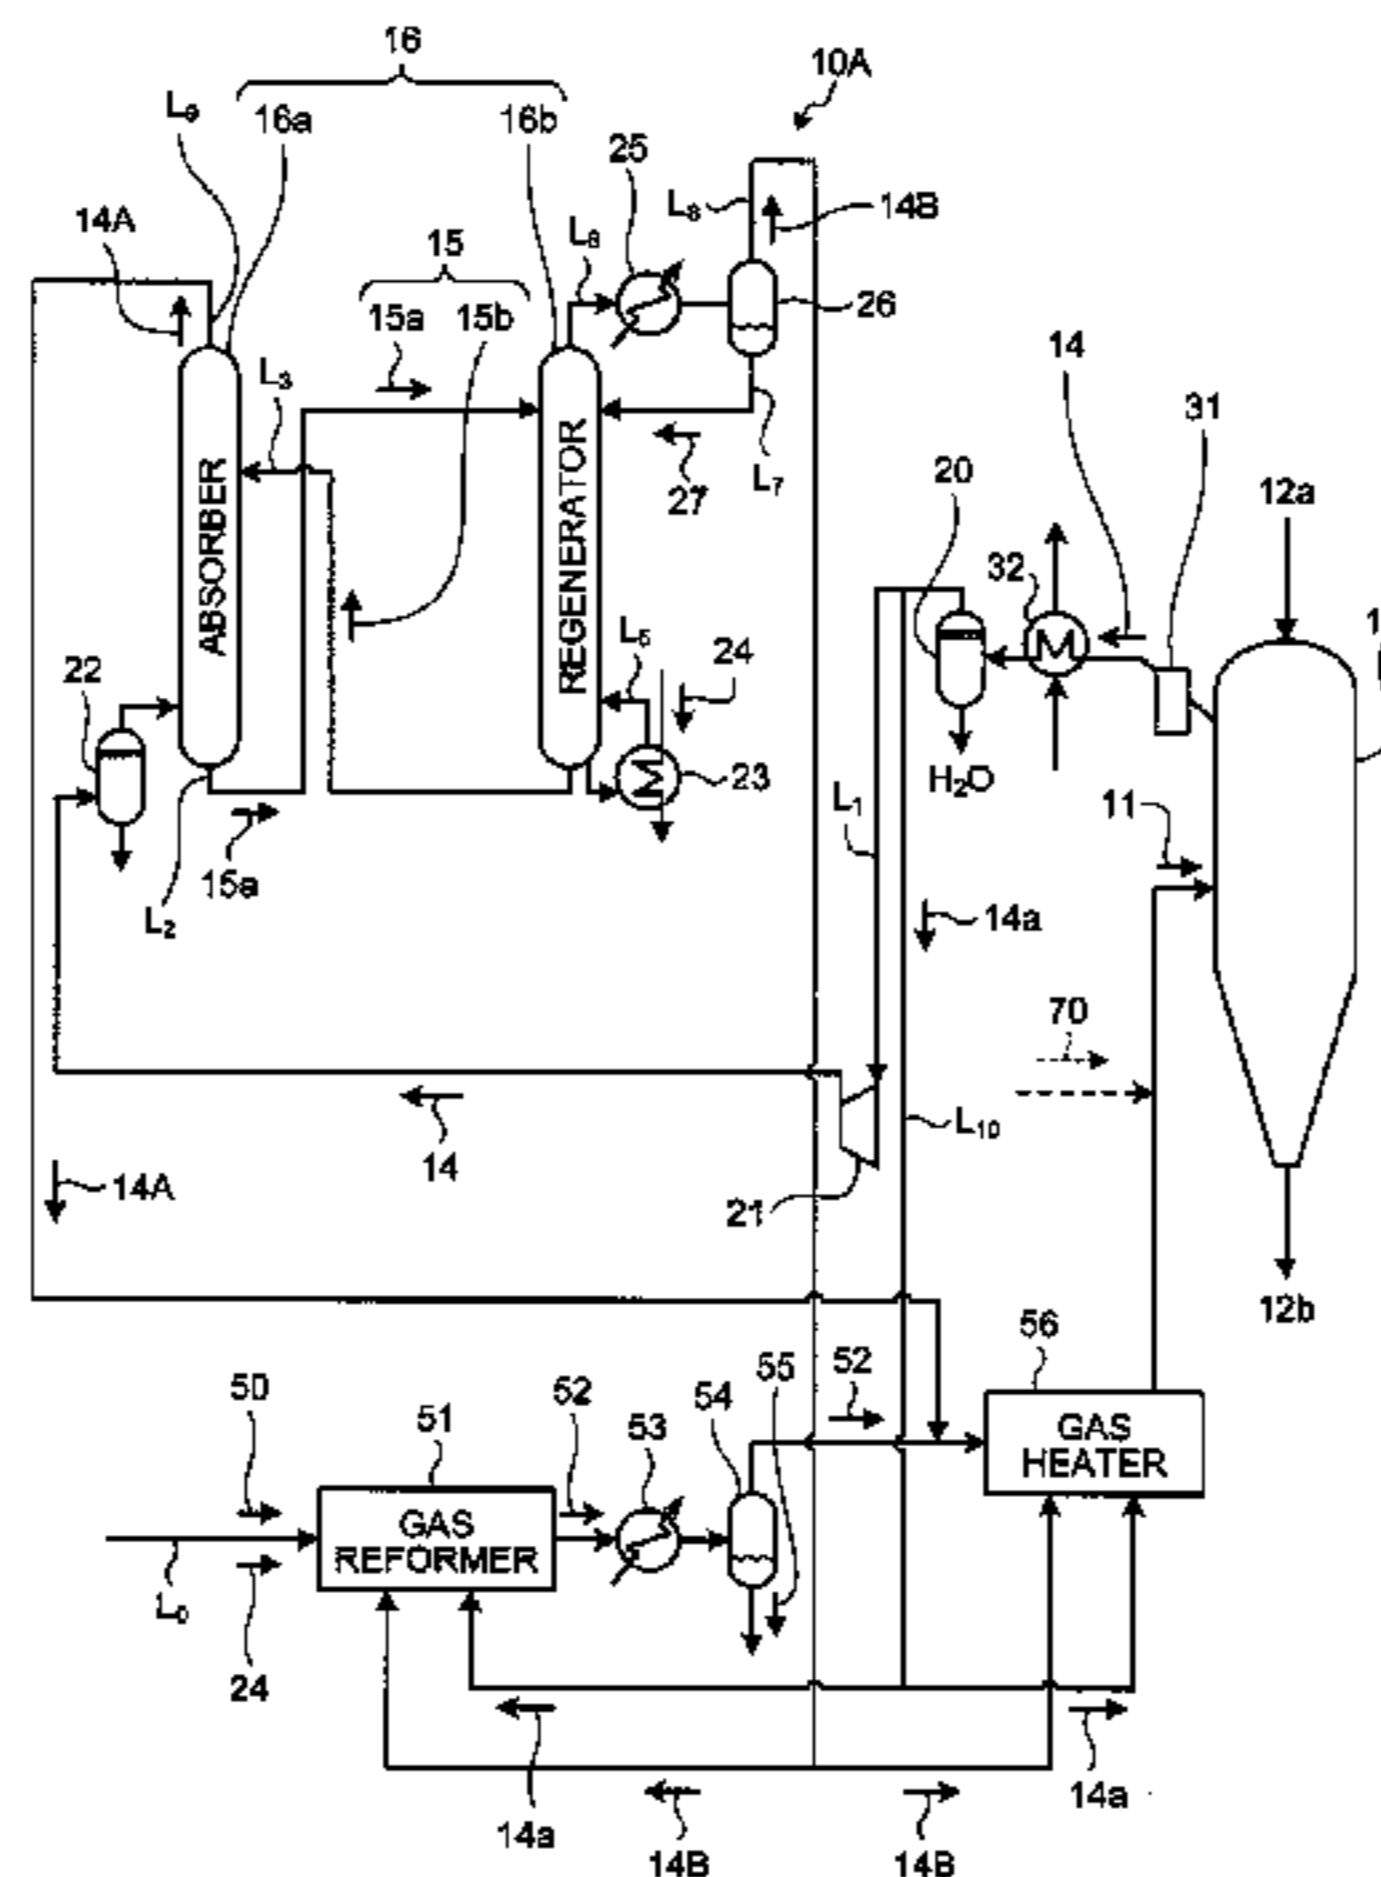 16
10A
L9
16a
16b
25
14A
15
L6
L8
14B
26
15a
15b
14
L3
31
27
L7
20
12a
32
ABSORBER
REGENERATOR
22
L5
24
23
H2O
L1
11
15a
L2
14a
70
14
L10
14A
21
12b
56
50
51
52
53
54
55
52
GAS
HEATER
GAS
REFORMER
L0
24
14a
14a
14B
14B